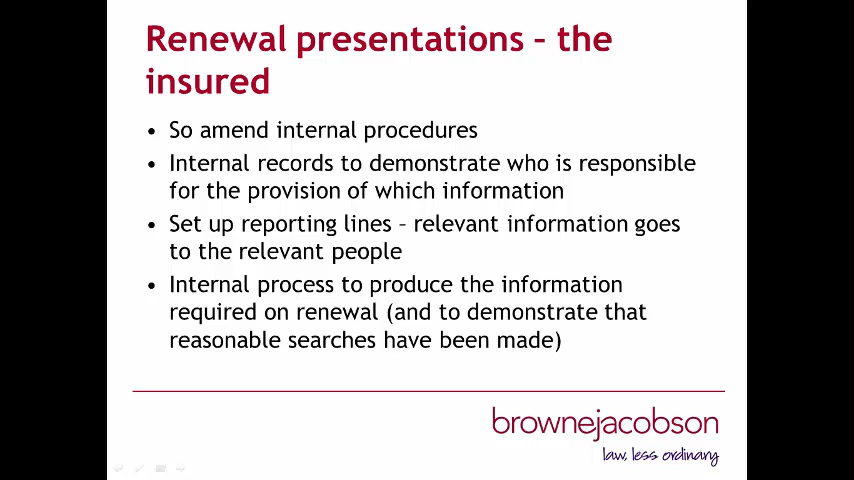 Renewal presentations – the
insured
• So amend internal procedures
• Internal records to demonstrate who is responsible
for the provision of which information
• Set up reporting lines – relevant information goes
to the relevant people
• Internal process to produce the information
required on renewal (and to demonstrate that
reasonable searches have been made)
brownejacobson
law, less ordinary